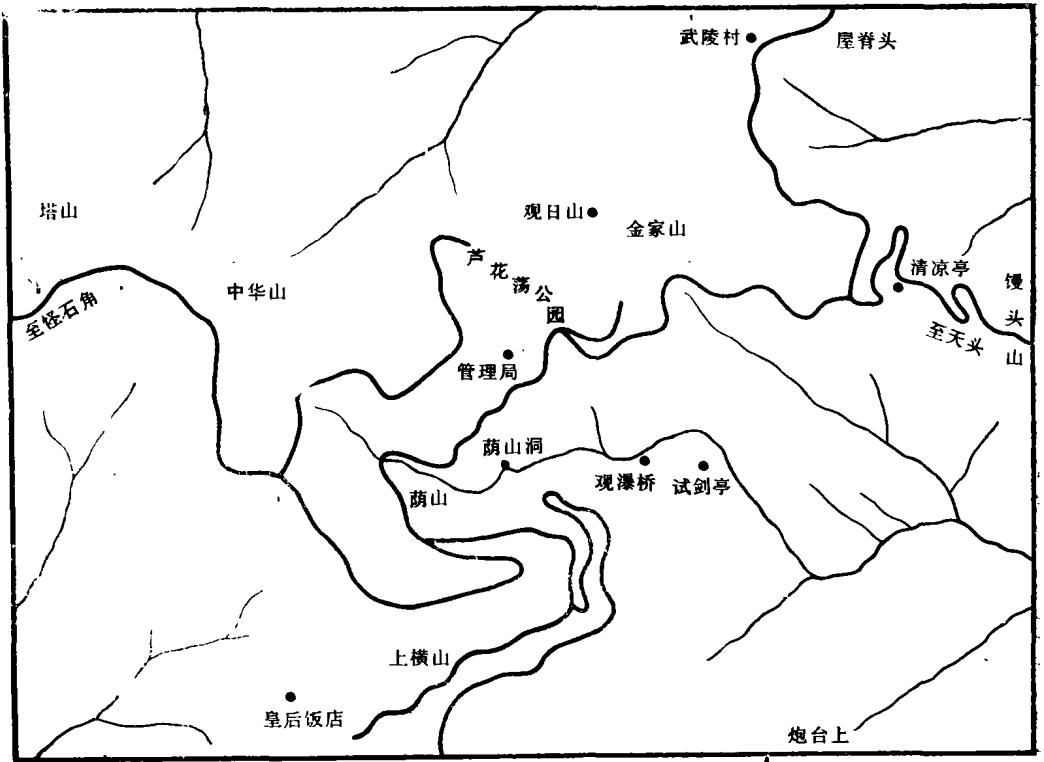 武陵村
屋脊头
塔山
观日山
金家山
芦花荡公园
清凉亭
馒头山
中华山
至怪石角
至天头
管理局
荫山洞
荫山
观瀑桥
试剑亭
上横山
皇后饭店
炮台上